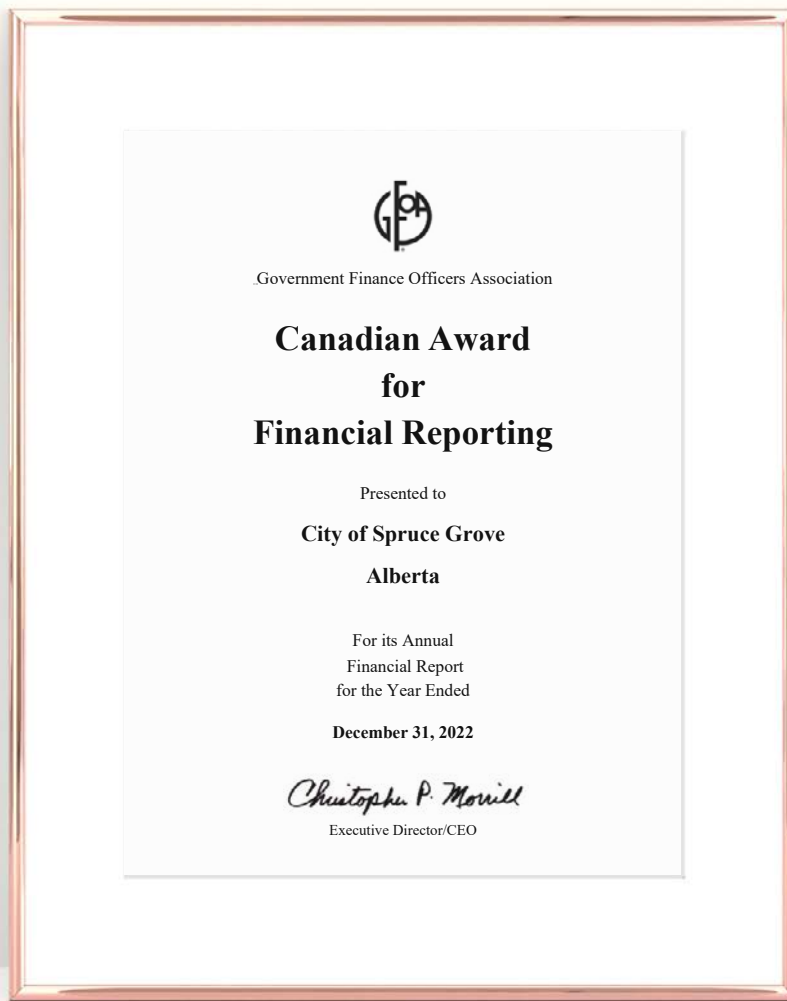 GFOA
Government Finance Officers Association
Canadian Award
for
Financial Reporting
Presented to
City of Spruce Grove
Alberta
For its Annual
Financial Report
for the Year Ended
December 31, 2022
Christopher P. Morrill
Executive Director/CEO